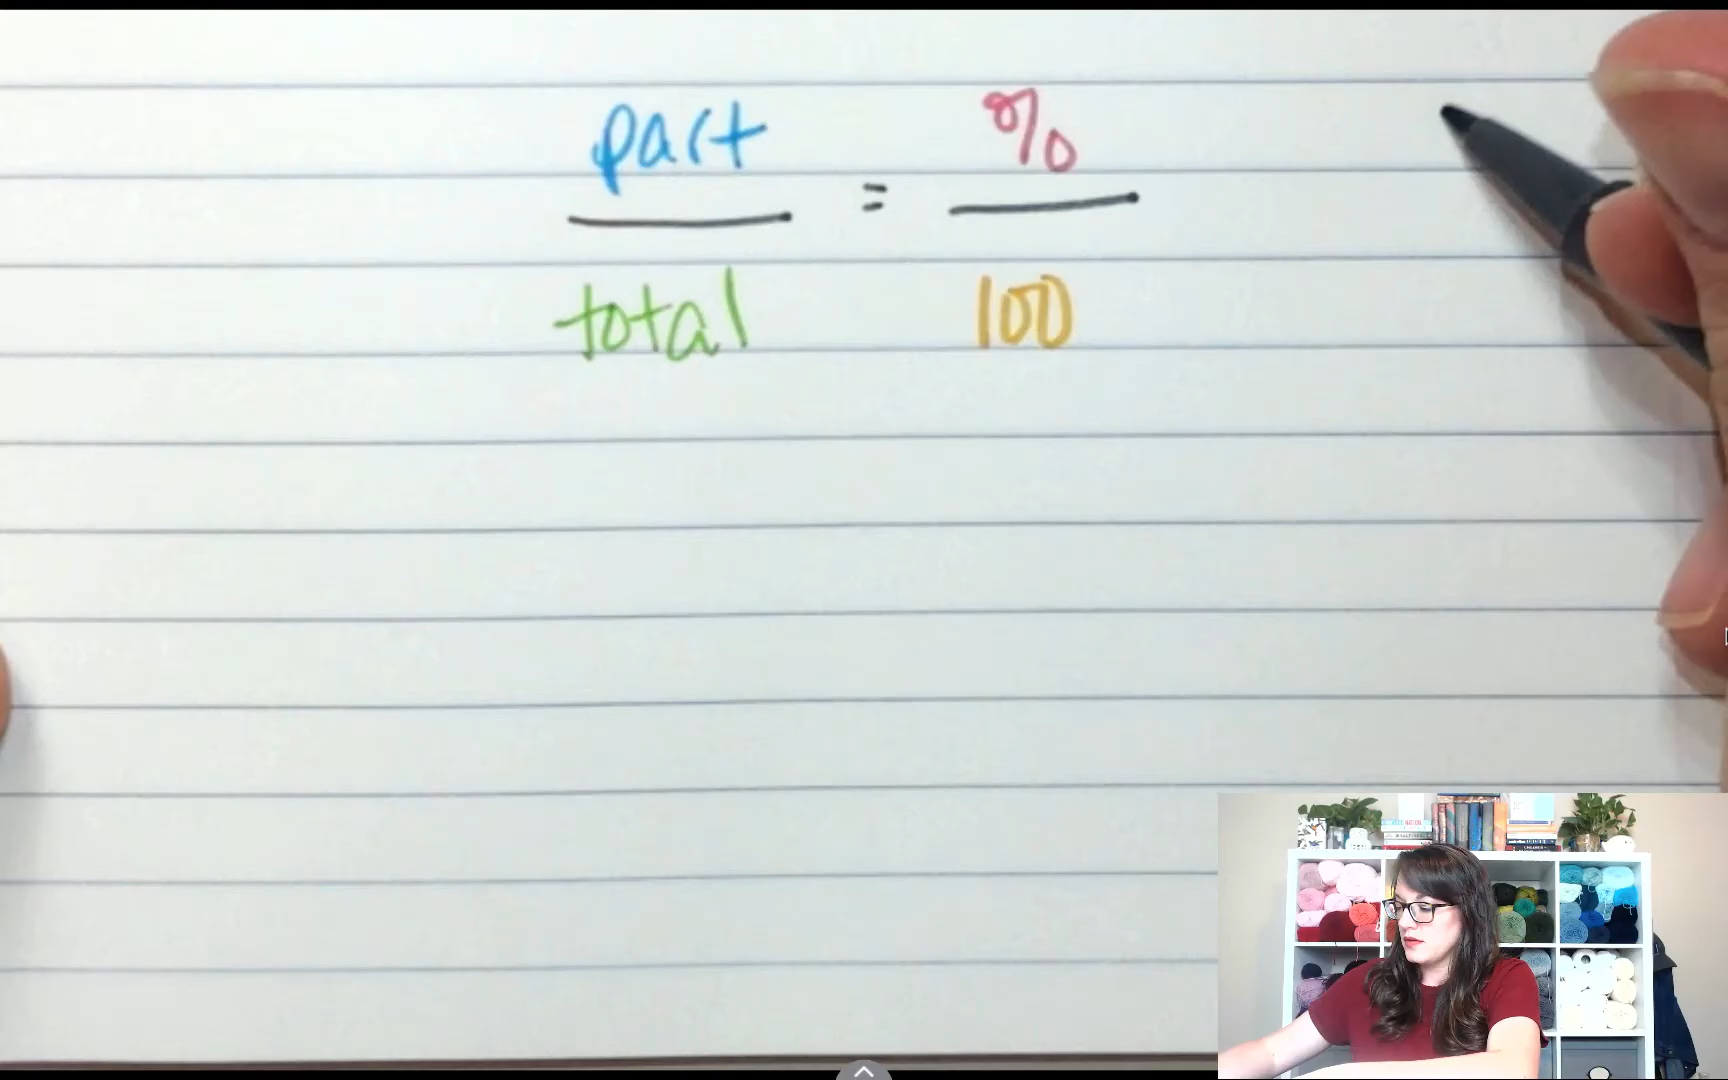 part = %
total 100